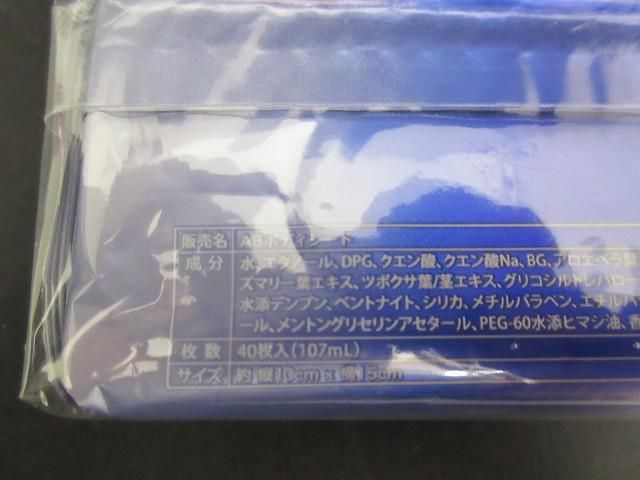 販売名 ABボディシート
成分 水、エタノール、DPG、クエン酸、クエン酸Na、BG、アロエベラ葉
ズマリー葉エキス、ツボクサ葉/茎エキス、グリコシルトレハロー
水添デンプン、ベントナイト、シリカ、メチルパラベン、エチルパ
ール、メントングリセリンアセタール、PEG-60水添ヒマシ油、香
枚数 40枚入(107mL)
サイズ 約 縦10cm×横15cm